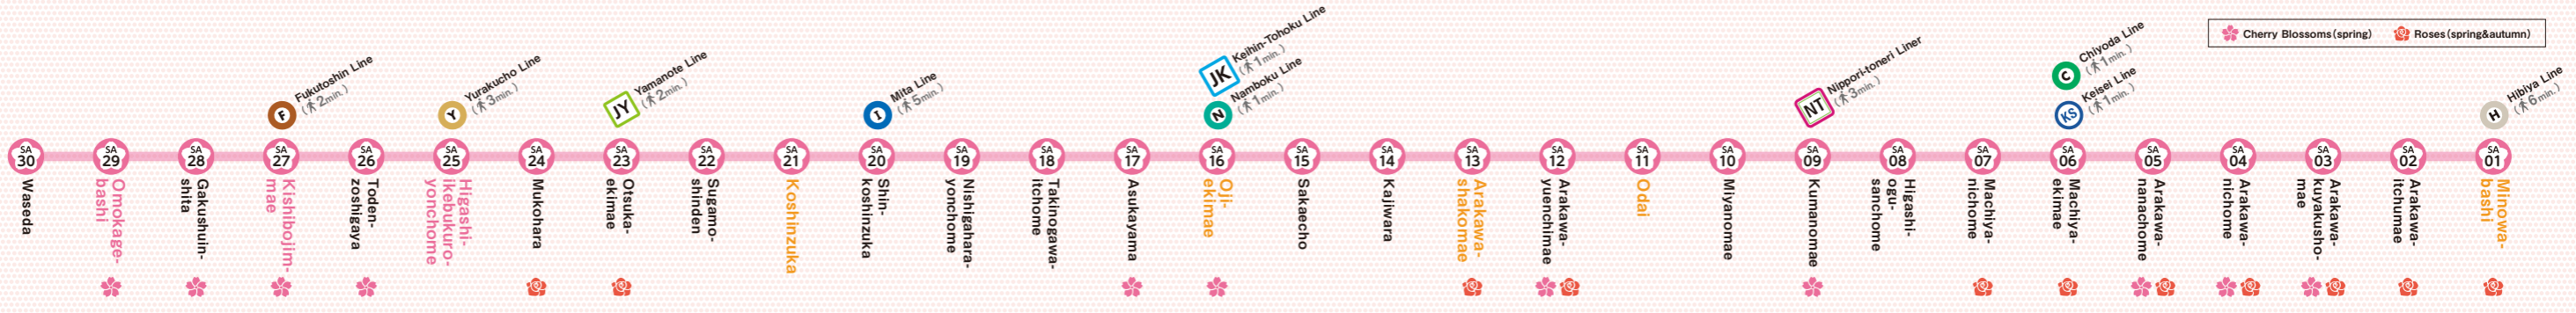 Cherry Blossoms(spring)
Roses(spring&autumn)
F
Fukutoshin Line
(2min.)
Y
Yurakucho Line
(3min.)
JY
Yamanote Line
(2min.)
I
Mita Line
(5min.)
JK
Keihin-Tohoku Line
(1min.)
N
Namboku Line
(1min.)
NT
Nippori-toneri Liner
(3min.)
C
Chiyoda Line
(1min.)
KS
Keisei Line
(1min.)
H
Hibiya Line
(6min.)
SA
30
Waseda
SA
29
Omokage-
bashi
SA
28
Gakushuin-
shita
SA
27
Kishibojim-
mae
SA
26
Toden-
zoshigaya
SA
25
Higashi-
ikebukuro-
yonchome
SA
24
Mukohara
SA
23
Otsuka-
ekimae
SA
22
Sugamo-
shinden
SA
21
Koshinzuka
SA
20
Shin-
koshinzuka
SA
19
Nishigahara-
yonchome
SA
18
Takinogawa-
itchome
SA
17
Asukayama
SA
16
Oji-
ekimae
SA
15
Sakaecho
SA
14
Kajiwara
SA
13
Arakawa-
shakomae
SA
12
Arakawa-
yuenchimae
SA
11
Odai
SA
10
Miyanomae
SA
09
Kumanomae
SA
08
Higashi-
ogu-
sanchome
SA
07
Machiya-
nichome
SA
06
Machiya-
ekimae
SA
05
Arakawa-
nanachome
SA
04
Arakawa-
nichome
SA
03
Arakawa-
kuyakusho-
mae
SA
02
Arakawa-
itchumae
SA
01
Minowa-
bashi